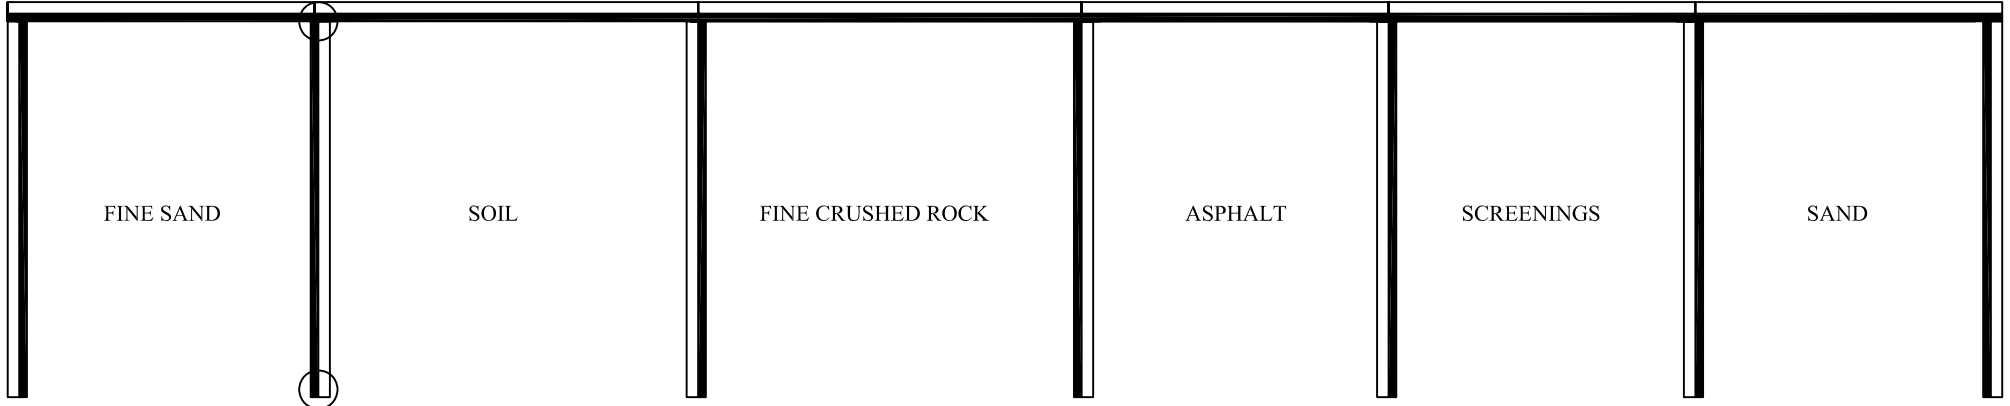 FINE SAND
SOIL
FINE CRUSHED ROCK
ASPHALT
SCREENINGS
SAND